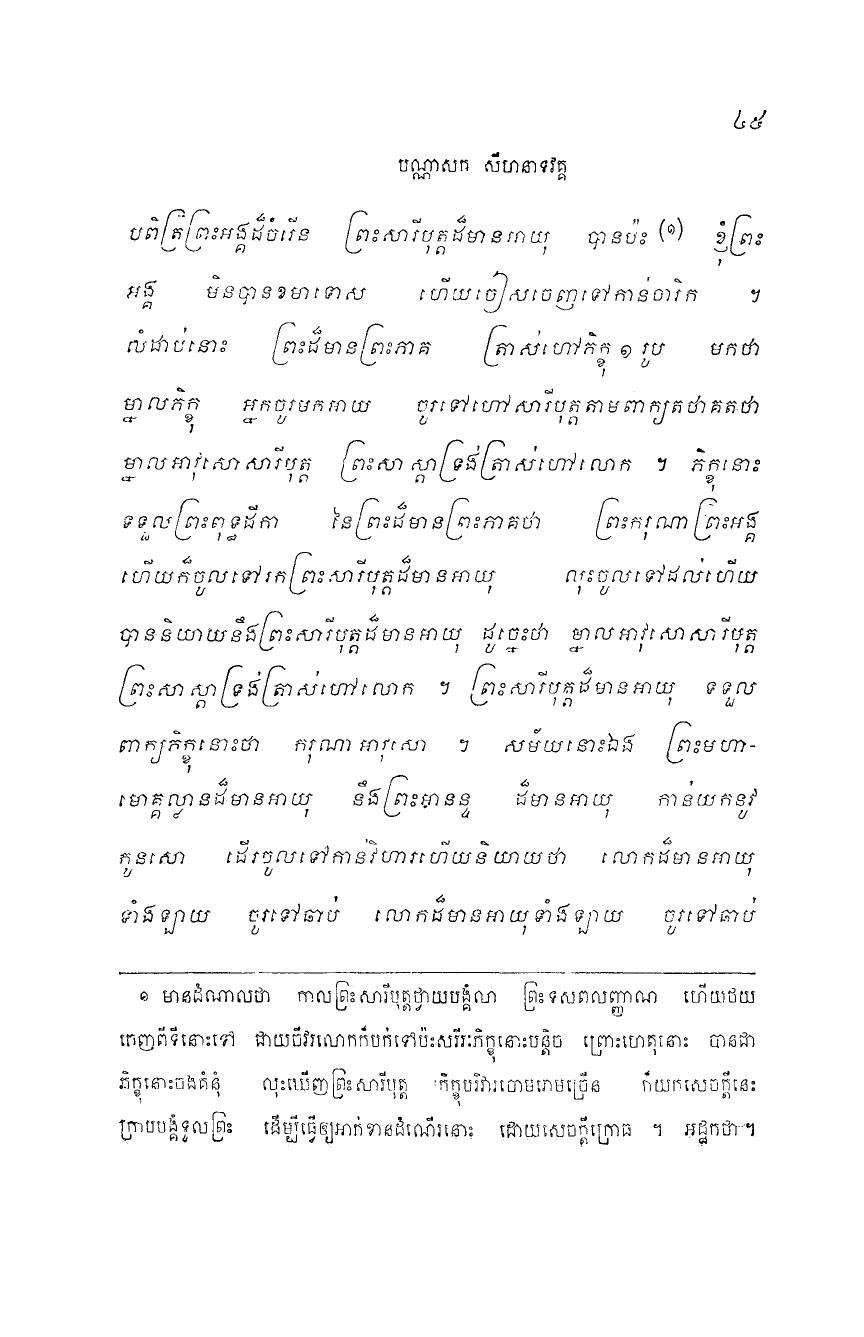 ៤៥
បណ្ណាសក សីហនាទវគ្គ
បពិត្រព្រះអង្គដ៏ចំរើន ព្រះសារីបុត្តដ៏មានអាយុ បានប៉ះ (១) ខ្ញុំព្រះ
អង្គ មិនបានខមាទោស ហើយចៀសចេញទៅកាន់ចារិក ។
លំដាប់នោះ ព្រះដ៏មានព្រះភាគ ត្រាស់ហៅភិក្ខុ ១ រូប មកថា
ម្នាលភិក្ខុ អ្នកចូរមកអាយ ចូរទៅហៅសារីបុត្តតាមពាក្យតថាគតថា
ម្នាលអាវុសោសារីបុត្ត ព្រះសាស្តាទ្រង់ត្រាស់ហៅលោក ។ ភិក្ខុនោះ
ទទួលព្រះពុទ្ធដីកា នៃព្រះដ៏មានព្រះភាគថា ព្រះករុណាព្រះអង្គ
ហើយក៏ចូលទៅរកព្រះសារីបុត្តដ៏មានអាយុ លុះចូលទៅដល់ហើយ
បាននិយាយនឹងព្រះសារីបុត្តដ៏មានអាយុ ដូច្នេះថា ម្នាលអាវុសោសារីបុត្ត
ព្រះសាស្តាទ្រង់ត្រាស់ហៅលោក ។ ព្រះសារីបុត្តដ៏មានអាយុ ទទួល
ពាក្យភិក្ខុនោះថា ករុណាអាវុសោ ។ សម័យនោះឯង ព្រះមហា-
មោគ្គល្លានដ៏មានអាយុ នឹងព្រះអានន្ទ ដ៏មានអាយុ កាន់យកនូវ
កូនសោ ដើរចូលទៅកាន់វិហារហើយនិយាយថា លោកដ៏មានអាយុ
ទាំងឡាយ ចូរទៅឆាប់ លោកដ៏មានអាយុទាំងឡាយ ចូរទៅឆាប់
១ មានដំណាលថា កាលព្រះសារីបុត្តថ្វាយបង្គំលា ព្រះទសពលញ្ញាណ ហើយថយ
ចេញពីទីនោះទៅ ជាយចីវរលោកក៏បក់ទៅប៉ះសរីរៈភិក្ខុនោះបន្តិច ព្រោះហេតុនោះ បានជា
ភិក្ខុនោះចងគំនុំ លុះឃើញព្រះសារីបុត្ត ភិក្ខុបរិវារចោមរោមច្រើន ក៏យកសេចក្តីនេះ
ក្រាបបង្គំទូលព្រះ ដើម្បីធ្វើឲ្យអាក់ខានដំណើរនោះ ដោយសេចក្តីក្រោធ ។ អដ្ឋកថា ។